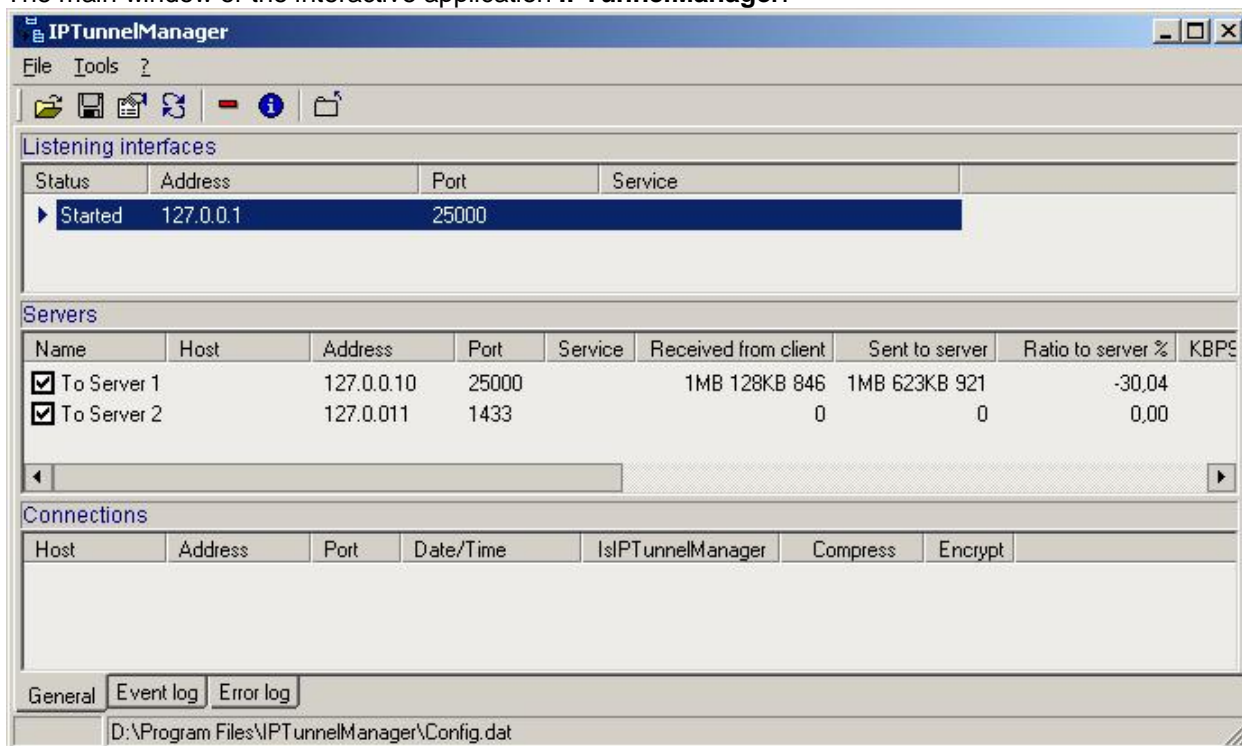 The main window of the interactive application IPTunnelManager:
IPTunnelManager
File Tools ?
Listening interfaces
Status Address Port Service
Started 127.0.0.1 25000
Servers
Name Host Address Port Service Received from client Sent to server Ratio to server % KBPS
To Server 1 127.0.0.10 25000 1MB 128KB 846 1MB 623KB 921 -30,04
To Server 2 127.0.011 1433 0 0 0,00
Connections
Host Address Port Date/Time IsIPTunnelManager Compress Encrypt
General Event log Error log
D:\Program Files\IPTunnelManager\Config.dat